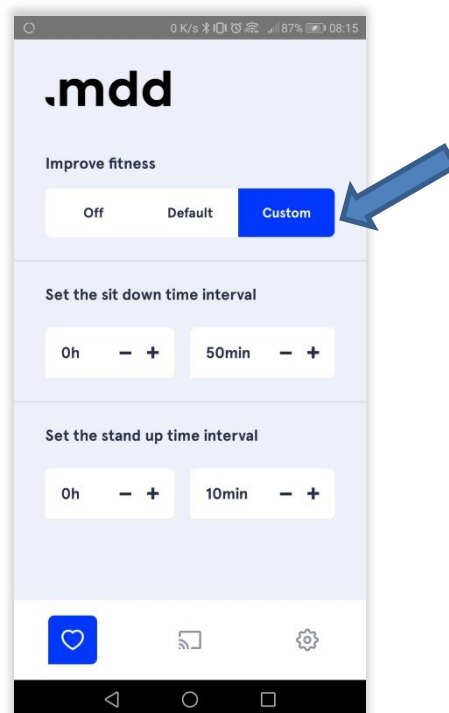 0 K/s 87% 08:15
.mdd
Improve fitness
Off Default Custom
Set the sit down time interval
0h − + 50min − +
Set the stand up time interval
0h − + 10min − +